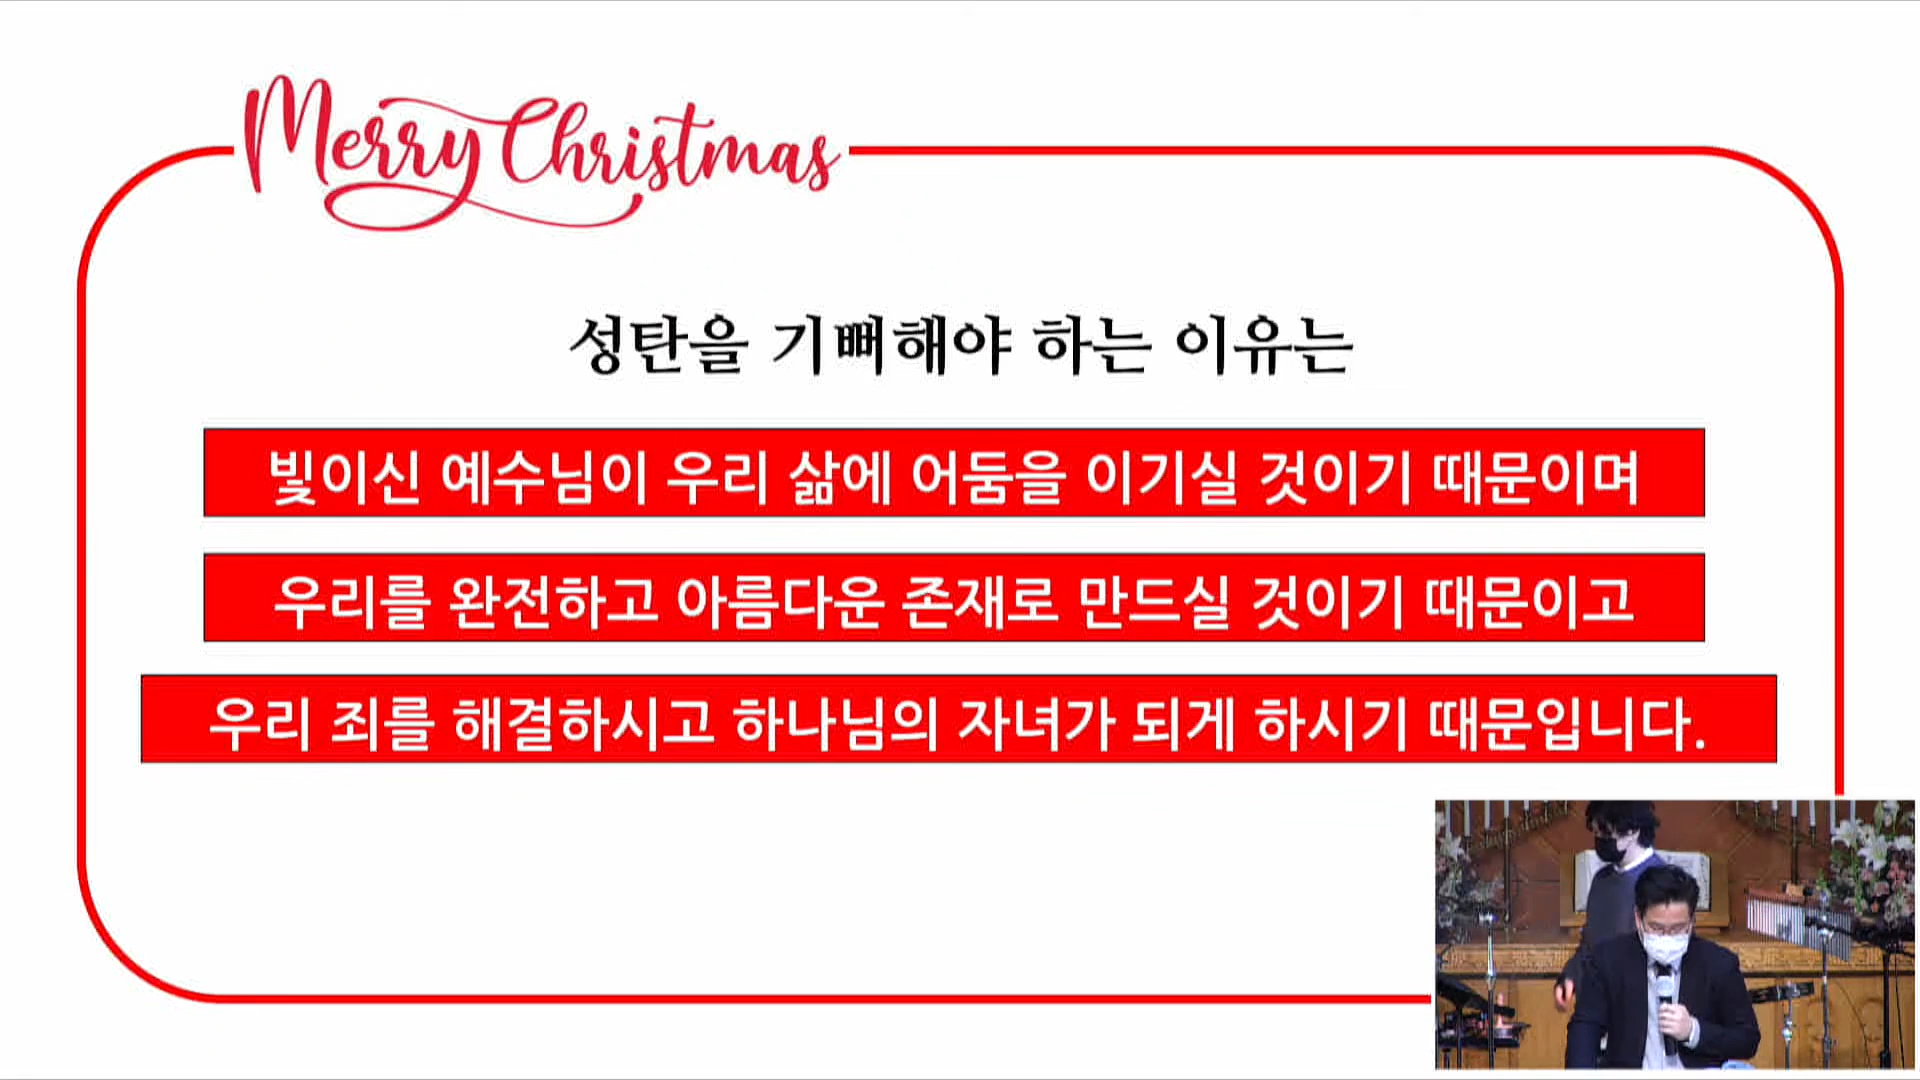 Merry Christmas
성탄을 기뻐해야 하는 이유는
빛이신 예수님이 우리 삶에 어둠을 이기실 것이기 때문이며
우리를 완전하고 아름다운 존재로 만드실 것이기 때문이고
우리 죄를 해결하시고 하나님의 자녀가 되게 하시기 때문입니다.